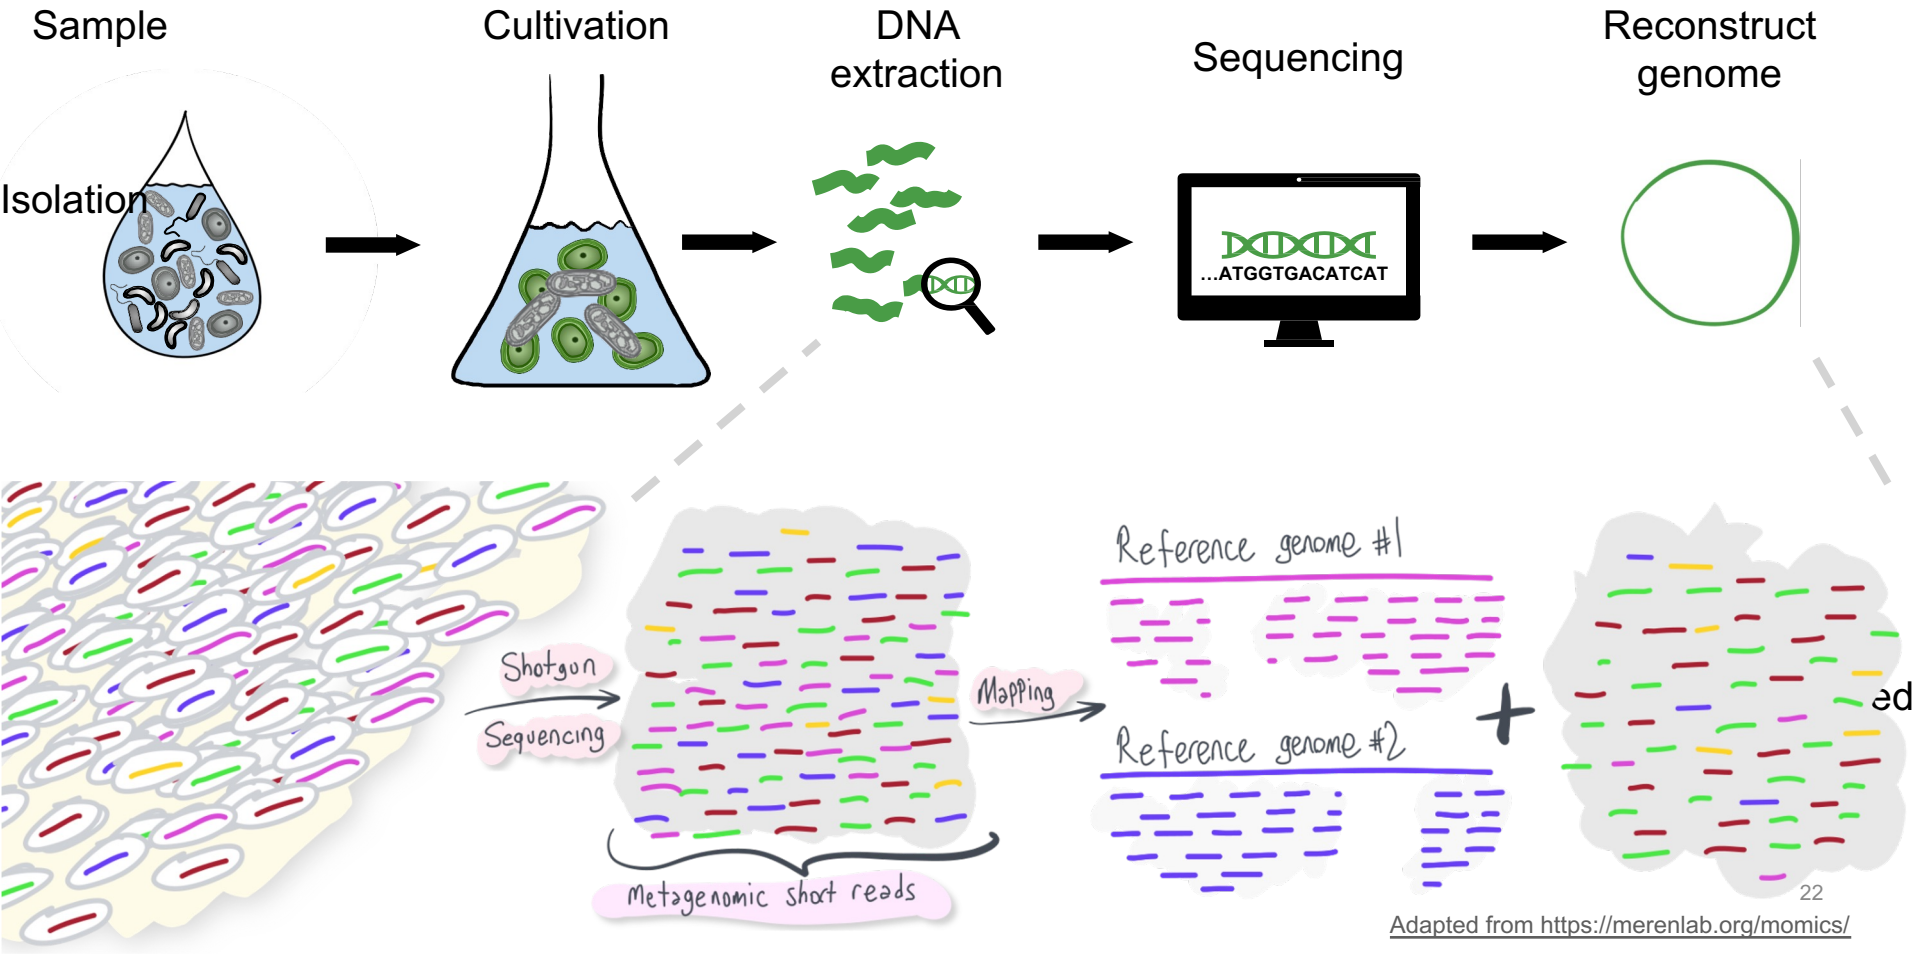 Sample
Cultivation
DNA
extraction
Sequencing
Reconstruct
genome
Isolation
...ATGGTGACATCAT
Shotgun
Sequencing
Metagenomic short reads
Mapping
Reference genome #1
Reference genome #2
+
ed
22
Adapted from https://merenlab.org/momics/